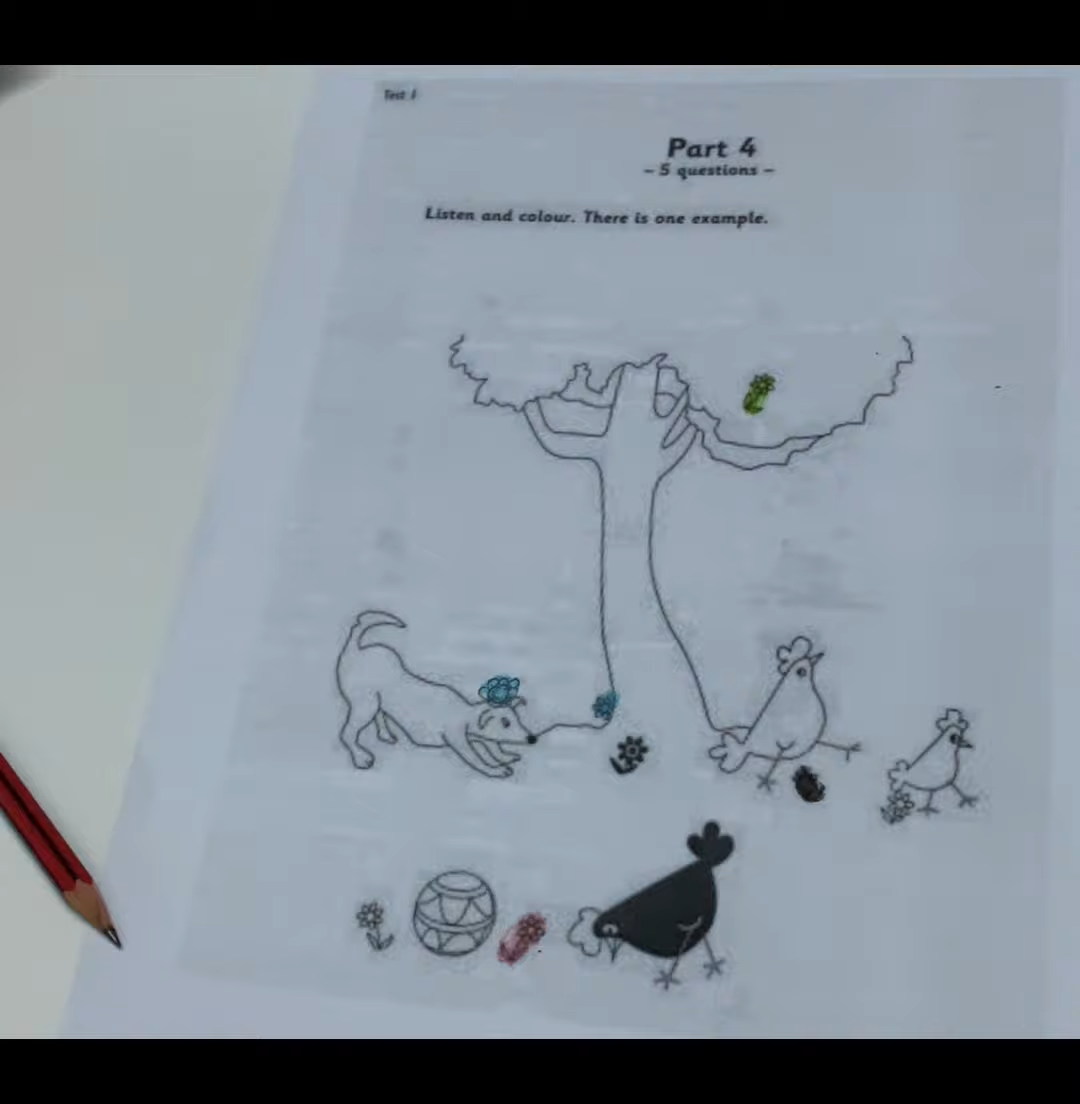 Test 1
Part 4
– 5 questions –
Listen and colour. There is one example.